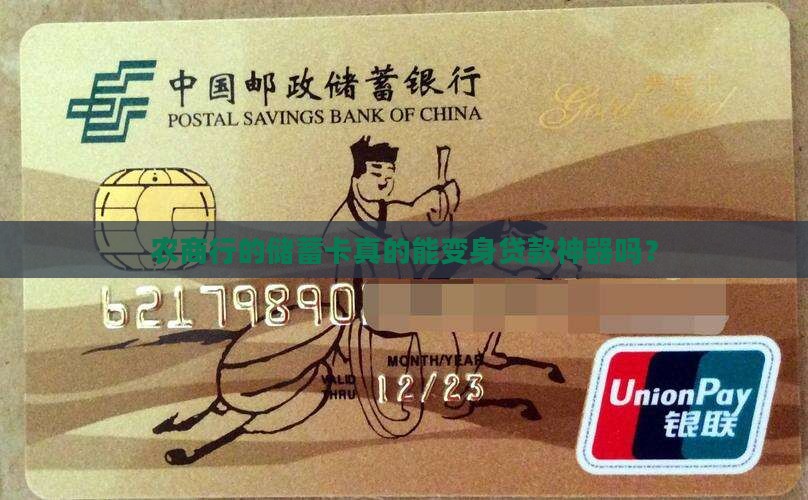 中国邮政储蓄银行
POSTAL SAVINGS BANK OF CHINA
农商行的储蓄卡真的能变身贷款神器吗？
62179890
MONTH/YEAR
VALID
THRU
12/23
UnionPay
银联